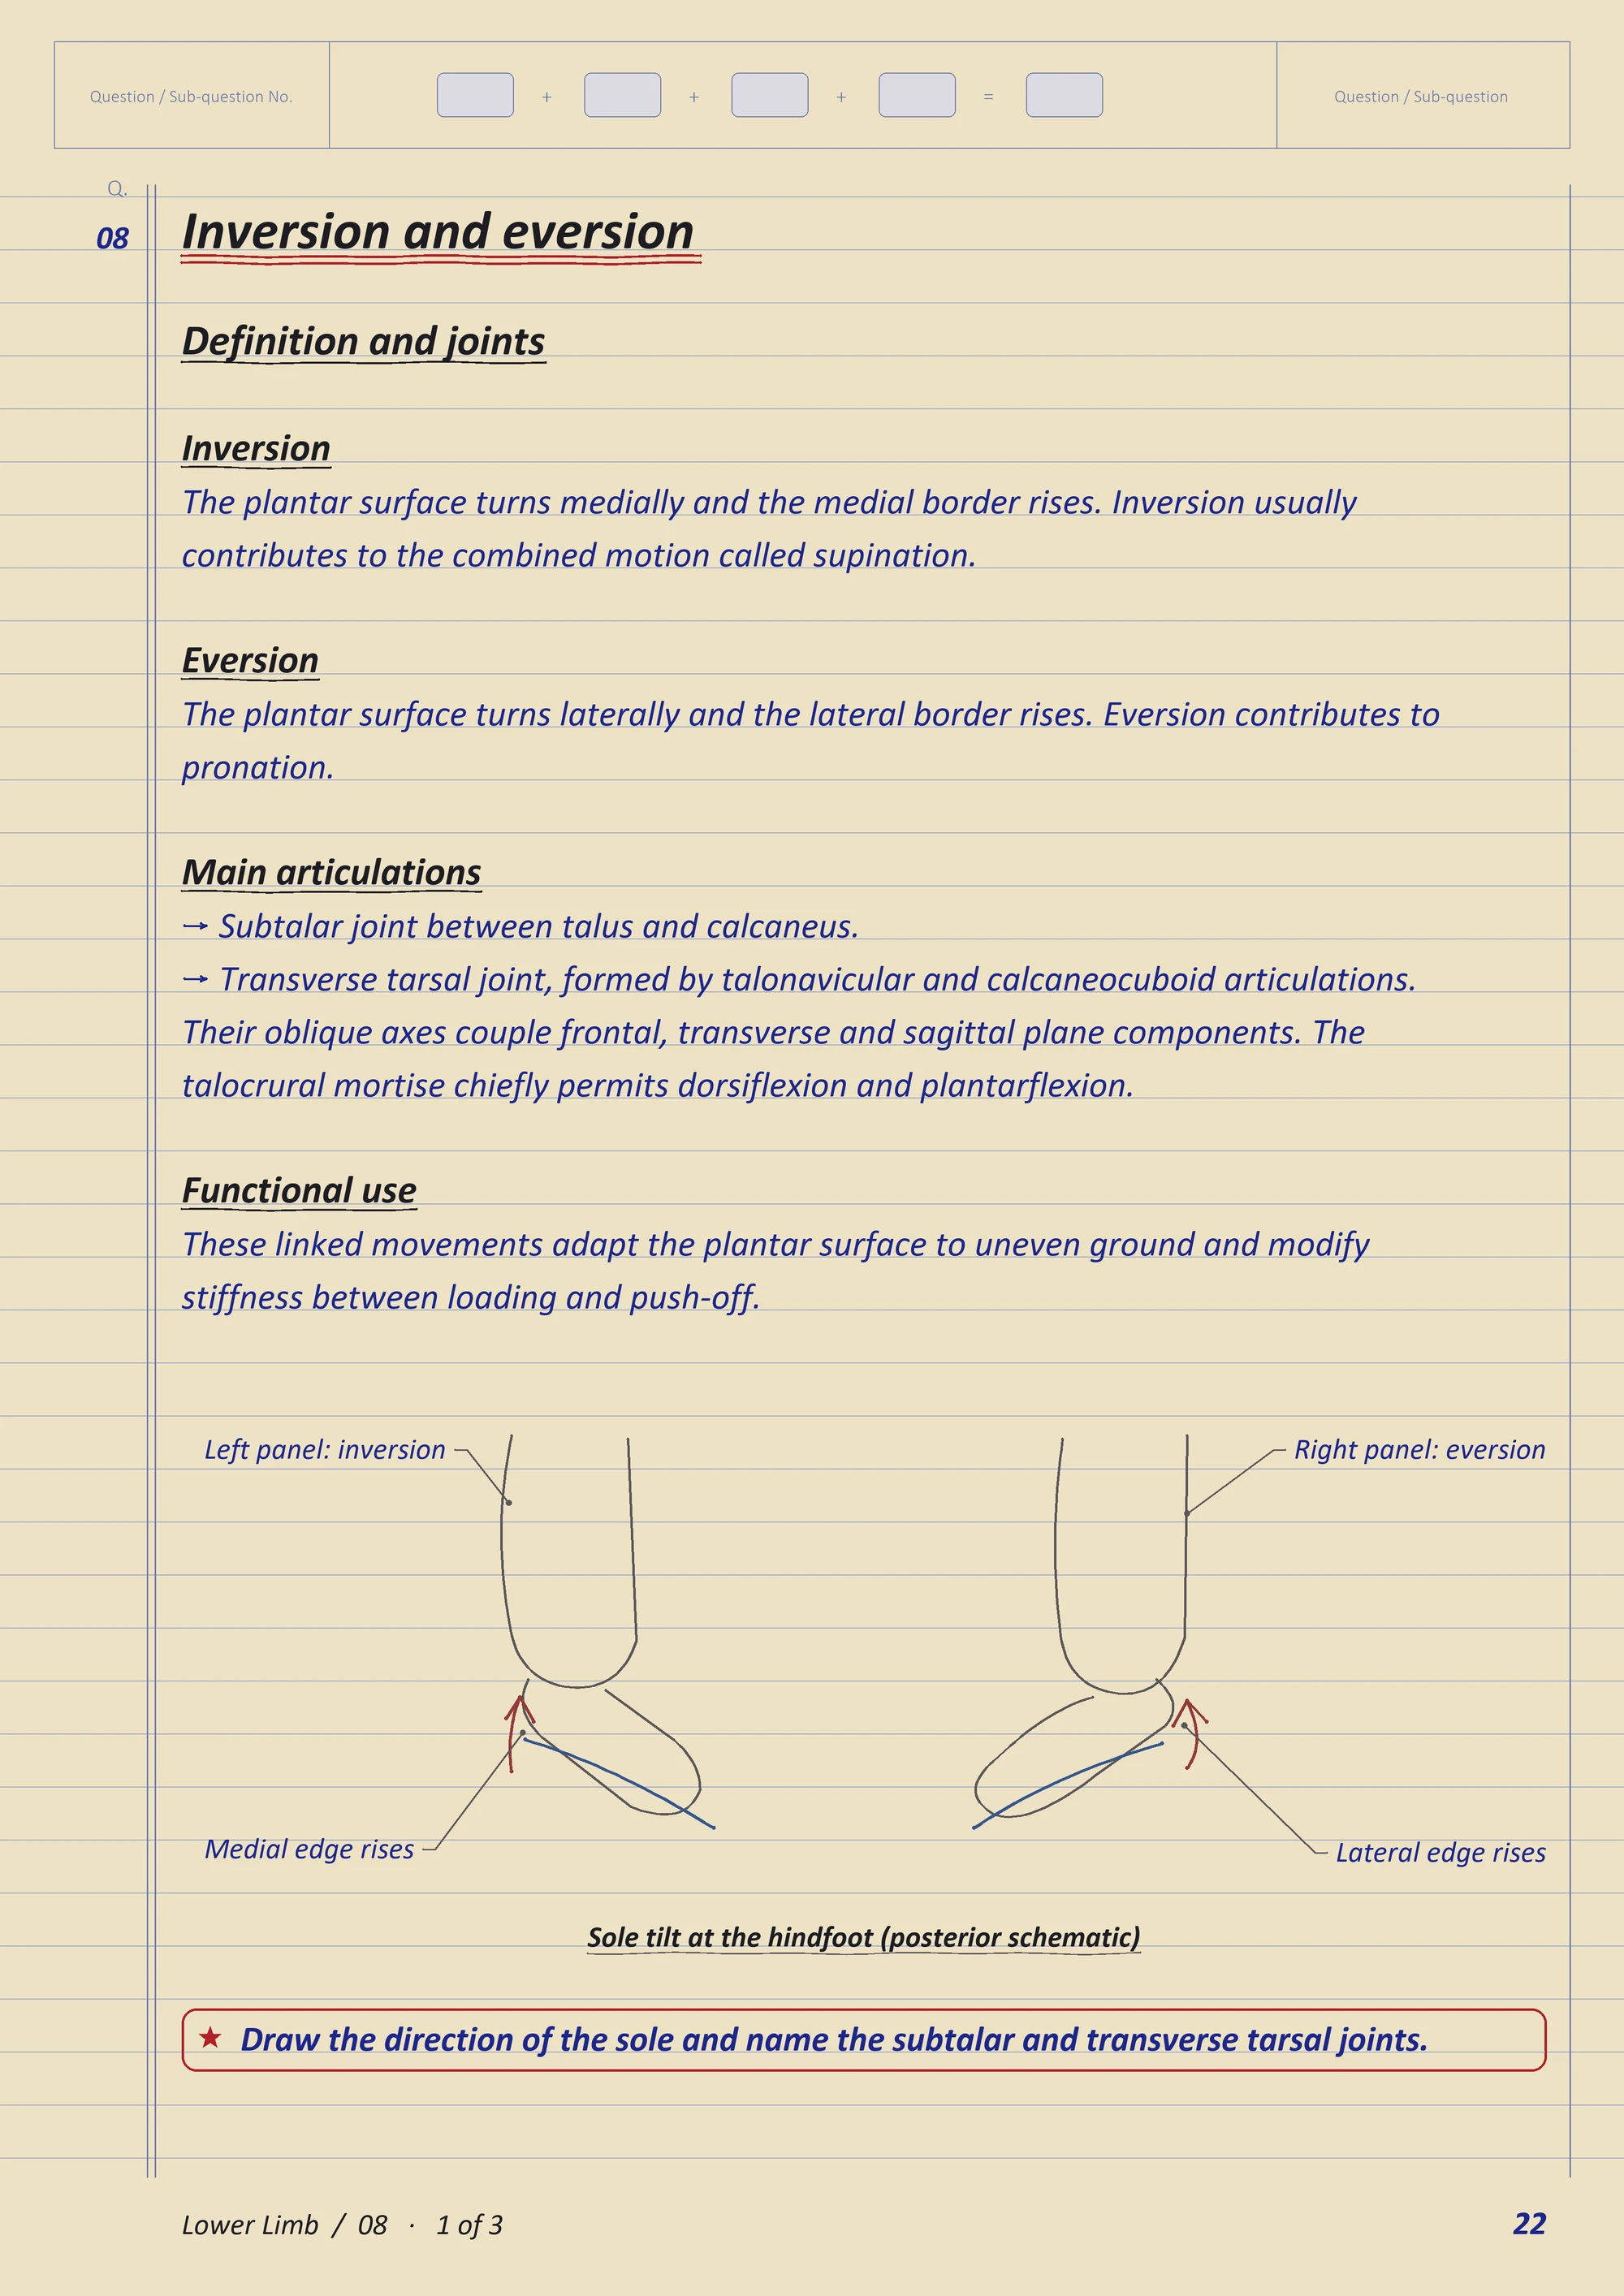 Question / Sub-question No.
+ + + =
Question / Sub-question
Q.
08
Inversion and eversion
Definition and joints
Inversion
The plantar surface turns medially and the medial border rises. Inversion usually
contributes to the combined motion called supination.
Eversion
The plantar surface turns laterally and the lateral border rises. Eversion contributes to
pronation.
Main articulations
→ Subtalar joint between talus and calcaneus.
→ Transverse tarsal joint, formed by talonavicular and calcaneocuboid articulations.
Their oblique axes couple frontal, transverse and sagittal plane components. The
talocrural mortise chiefly permits dorsiflexion and plantarflexion.
Functional use
These linked movements adapt the plantar surface to uneven ground and modify
stiffness between loading and push-off.
Left panel: inversion
Right panel: eversion
Medial edge rises
Lateral edge rises
Sole tilt at the hindfoot (posterior schematic)
★ Draw the direction of the sole and name the subtalar and transverse tarsal joints.
Lower Limb / 08 · 1 of 3
22